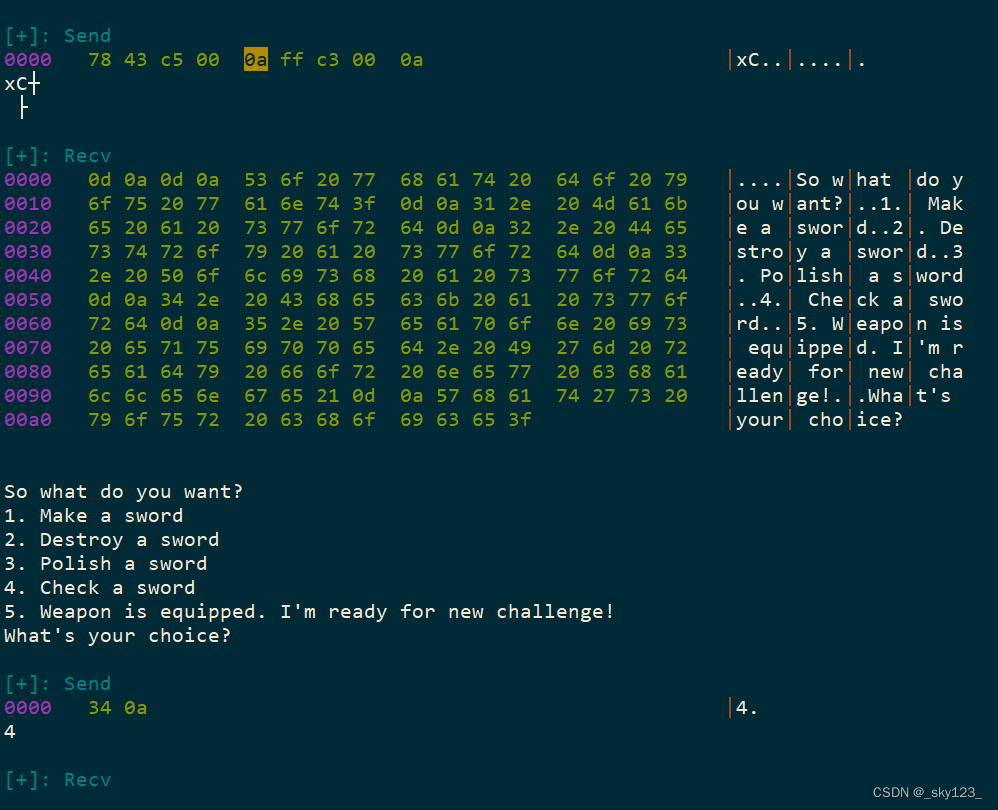 [+]: Send
0000   78 43 c5 00  0a ff c3 00  0a   |xC..|....|.
xC┼
├
[+]: Recv
0000   0d 0a 0d 0a  53 6f 20 77  68 61 74 20  64 6f 20 79   |....|So w|hat |do y
0010   6f 75 20 77  61 6e 74 3f  0d 0a 31 2e  20 4d 61 6b   |ou w|ant?|..1.| Mak
0020   65 20 61 20  73 77 6f 72  64 0d 0a 32  2e 20 44 65   |e a |swor|d..2|. De
0030   73 74 72 6f  79 20 61 20  73 77 6f 72  64 0d 0a 33   |stro|y a |swor|d..3
0040   2e 20 50 6f  6c 69 73 68  20 61 20 73  77 6f 72 64   |. Po|lish| a s|word
0050   0d 0a 34 2e  20 43 68 65  63 6b 20 61  20 73 77 6f   |..4.| Che|ck a| swo
0060   72 64 0d 0a  35 2e 20 57  65 61 70 6f  6e 20 69 73   |rd..|5. W|eapo|n is
0070   20 65 71 75  69 70 70 65  64 2e 20 49  27 6d 20 72   | equ|ippe|d. I|'m r
0080   65 61 64 79  20 66 6f 72  20 6e 65 77  20 63 68 61   |eady| for| new| cha
0090   6c 6c 65 6e  67 65 21 0d  0a 57 68 61  74 27 73 20   |llen|ge!.|.Wha|t's
00a0   79 6f 75 72  20 63 68 6f  69 63 65 3f   |your| cho|ice?
So what do you want?
1. Make a sword
2. Destroy a sword
3. Polish a sword
4. Check a sword
5. Weapon is equipped. I'm ready for new challenge!
What's your choice?
[+]: Send
0000   34 0a   |4.
4
[+]: Recv
CSDN @_sky123_